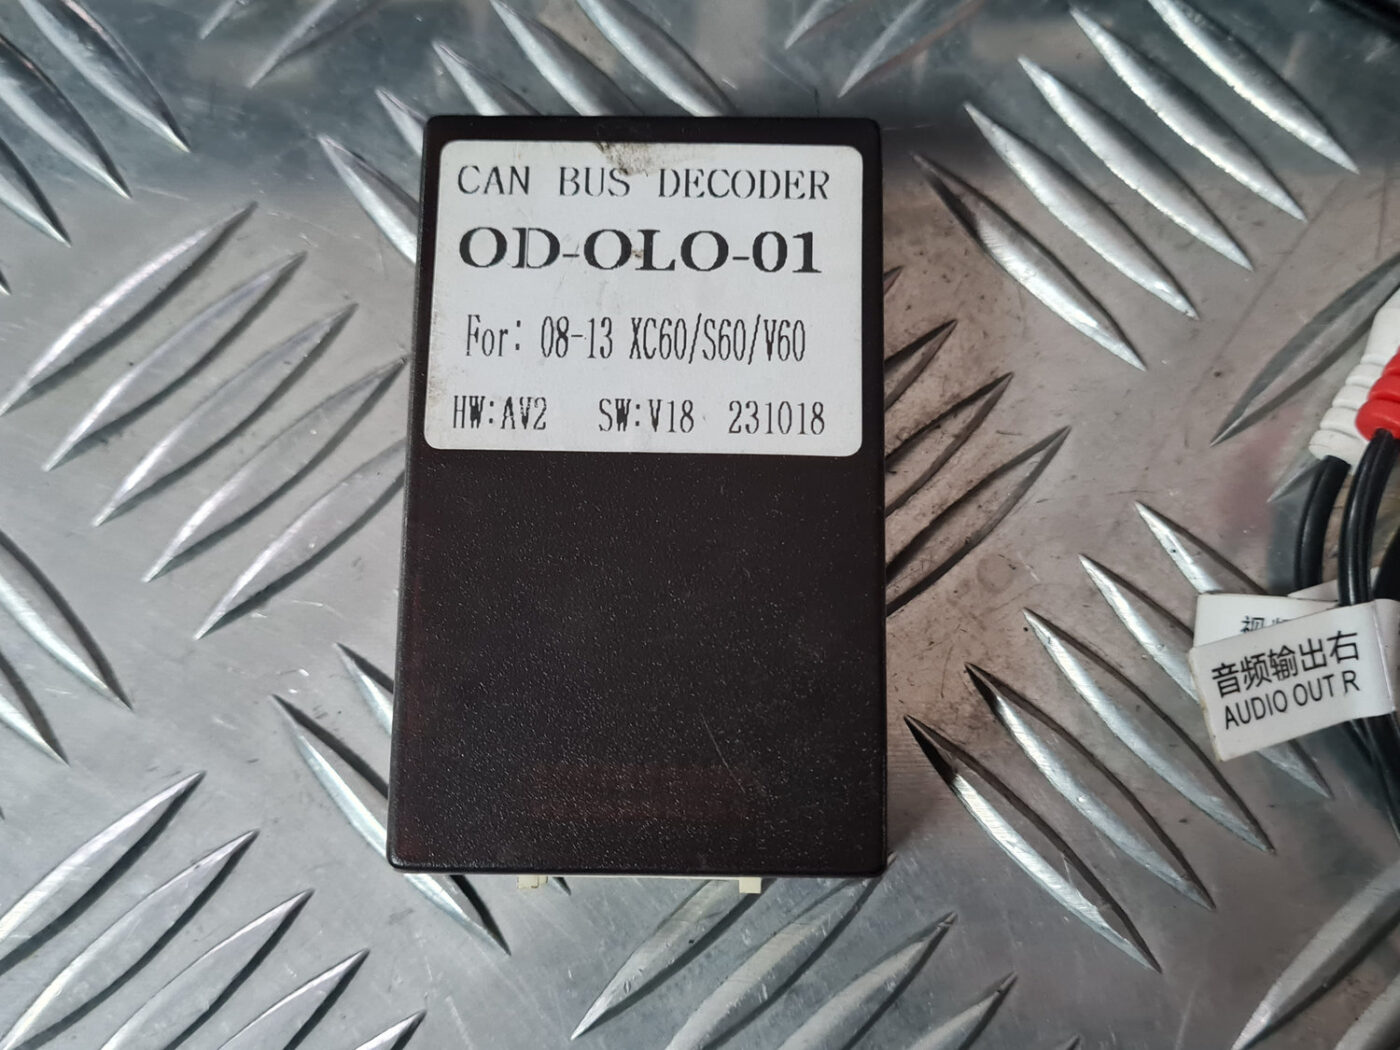 CAN BUS DECODER
OD-OLO-01
For: 08-13 XC60/S60/V60
HW:AV2 SW:V18 231018
音频输出右
AUDIO OUT R